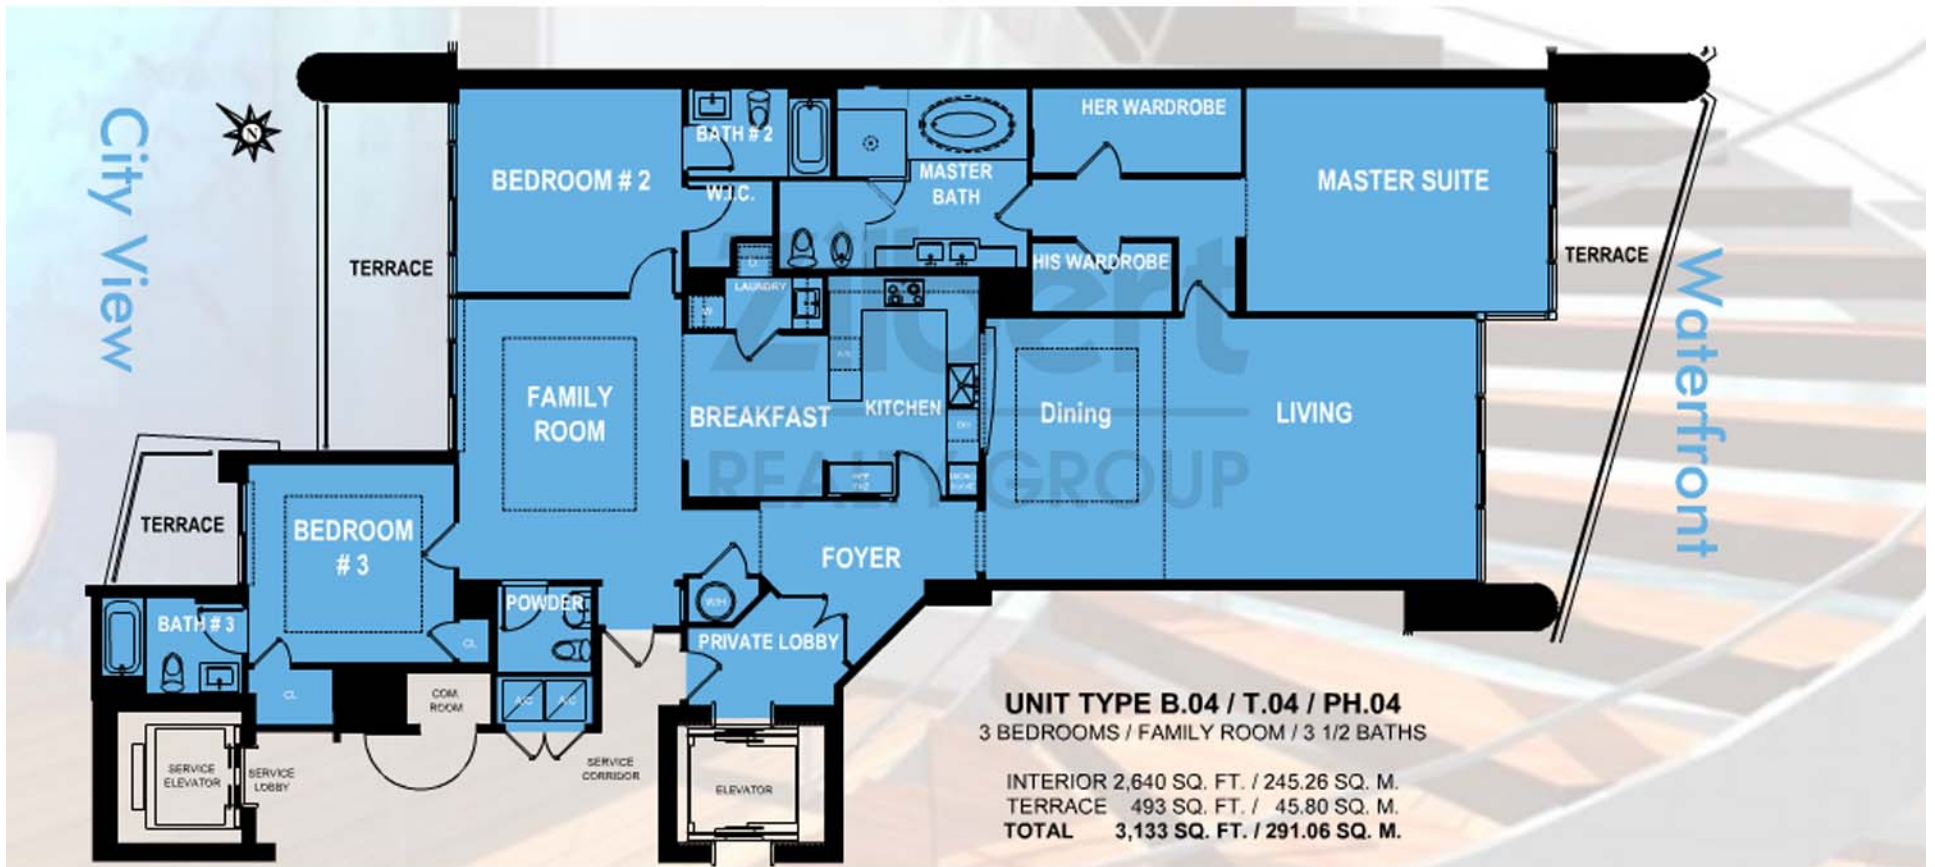 City View
Waterfront
N
BEDROOM # 2
BATH # 2
W.I.C.
MASTER
BATH
HER WARDROBE
HIS WARDROBE
MASTER SUITE
TERRACE
TERRACE
LAUNDRY
W
Zilbert
REALTY GROUP
FAMILY
ROOM
BREAKFAST
KITCHEN
Dining
LIVING
TERRACE
BEDROOM
# 3
FOYER
BATH # 3
POWDER
W/H
PRIVATE LOBBY
CL
CL
COM.
ROOM
A/C
A/C
SERVICE
ELEVATOR
SERVICE
LOBBY
SERVICE
CORRIDOR
ELEVATOR
UNIT TYPE B.04 / T.04 / PH.04
3 BEDROOMS / FAMILY ROOM / 3 1/2 BATHS
INTERIOR 2,640 SQ. FT. / 245.26 SQ. M.
TERRACE 493 SQ. FT. / 45.80 SQ. M.
TOTAL 3,133 SQ. FT. / 291.06 SQ. M.